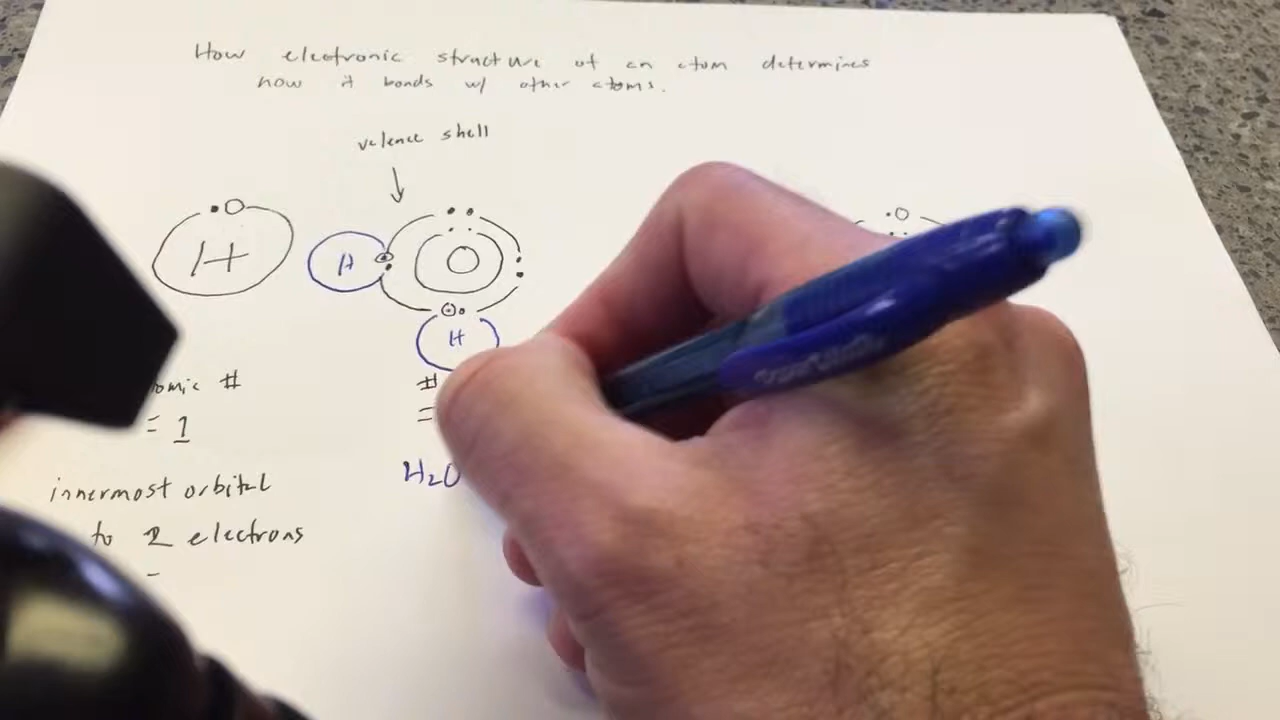 How electronic structure of an atom determines
how it bonds w/ other atoms.
valence shell
H
H
O
H
omic #
= 1
#
=
H2O
innermost orbital
to 2 electrons